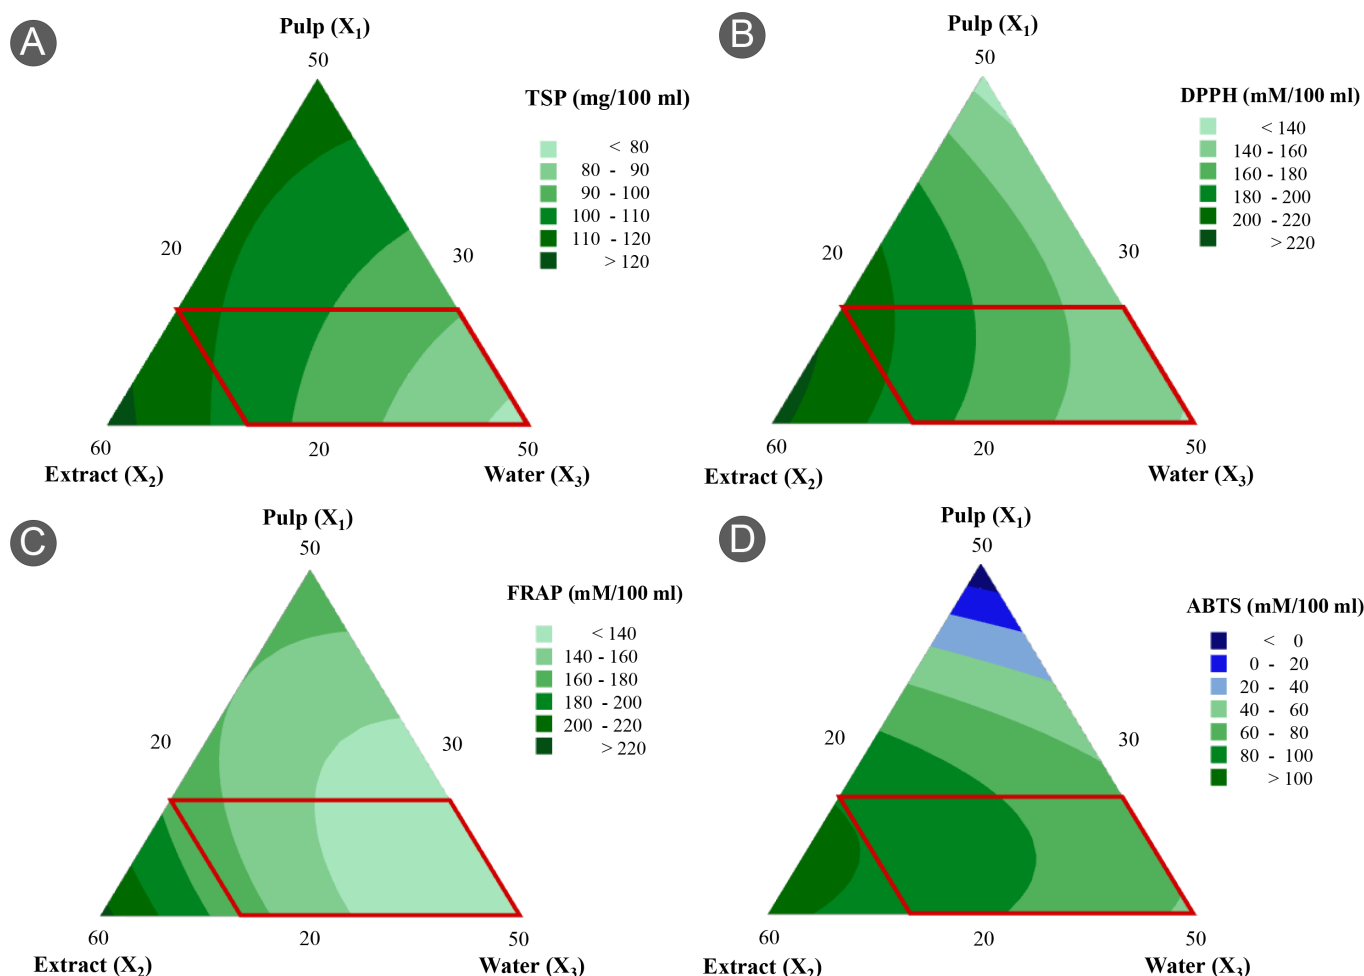 A
Pulp (X1)
50
TSP (mg/100 ml)
< 80
80 - 90
90 - 100
100 - 110
110 - 120
> 120
20
30
60
20
50
Extract (X2)
Water (X3)
B
Pulp (X1)
50
DPPH (mM/100 ml)
< 140
140 - 160
160 - 180
180 - 200
200 - 220
> 220
20
30
60
20
50
Extract (X2)
Water (X3)
C
Pulp (X1)
50
FRAP (mM/100 ml)
< 140
140 - 160
160 - 180
180 - 200
200 - 220
> 220
20
30
60
20
50
Extract (X2)
Water (X3)
D
Pulp (X1)
50
ABTS (mM/100 ml)
< 0
0 - 20
20 - 40
40 - 60
60 - 80
80 - 100
> 100
20
30
60
20
50
Extract (X2)
Water (X3)